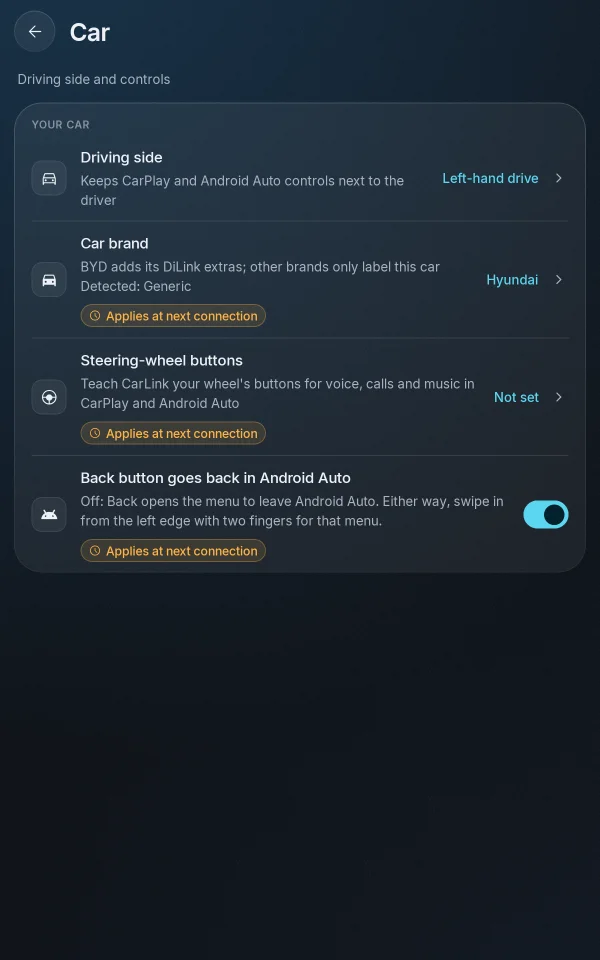 Car
Driving side and controls
YOUR CAR
Driving side
Keeps CarPlay and Android Auto controls next to the
driver
Left-hand drive
Car brand
BYD adds its DiLink extras; other brands only label this car
Detected: Generic
Hyundai
Applies at next connection
Steering-wheel buttons
Teach CarLink your wheel's buttons for voice, calls and music in
CarPlay and Android Auto
Not set
Applies at next connection
Back button goes back in Android Auto
Off: Back opens the menu to leave Android Auto. Either way, swipe in
from the left edge with two fingers for that menu.
Applies at next connection